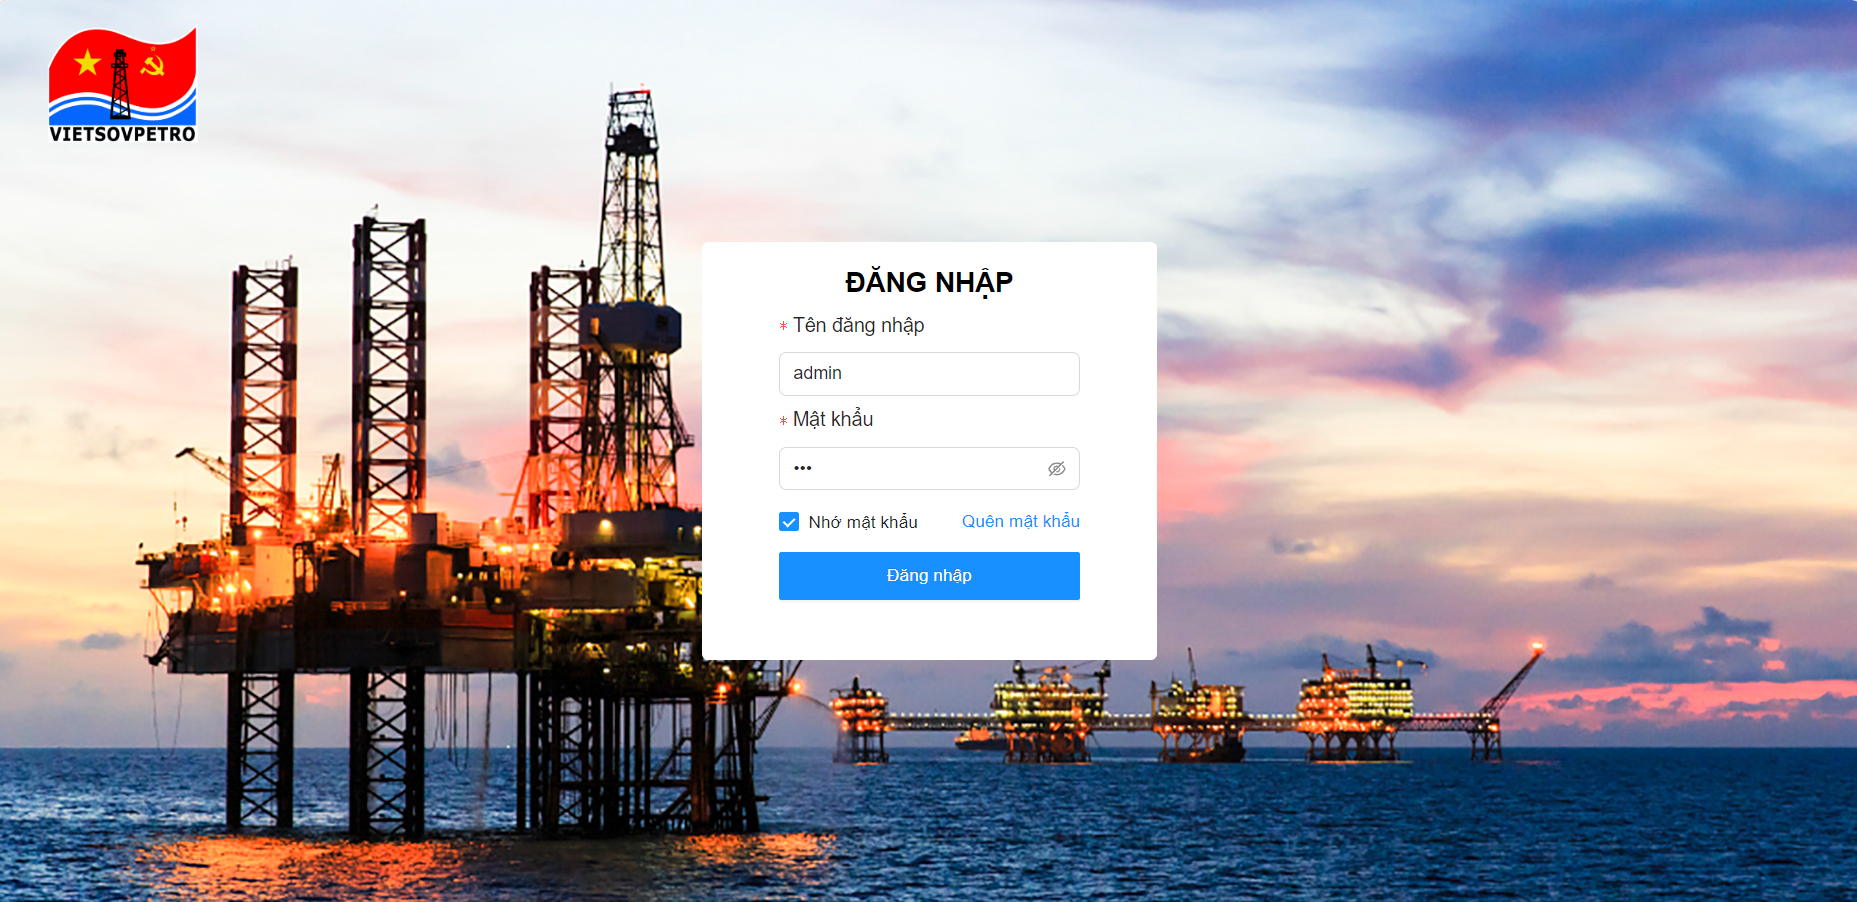 VIETSOVPETRO
ĐĂNG NHẬP
* Tên đăng nhập
admin
* Mật khẩu
•••
Nhớ mật khẩu
Quên mật khẩu
Đăng nhập